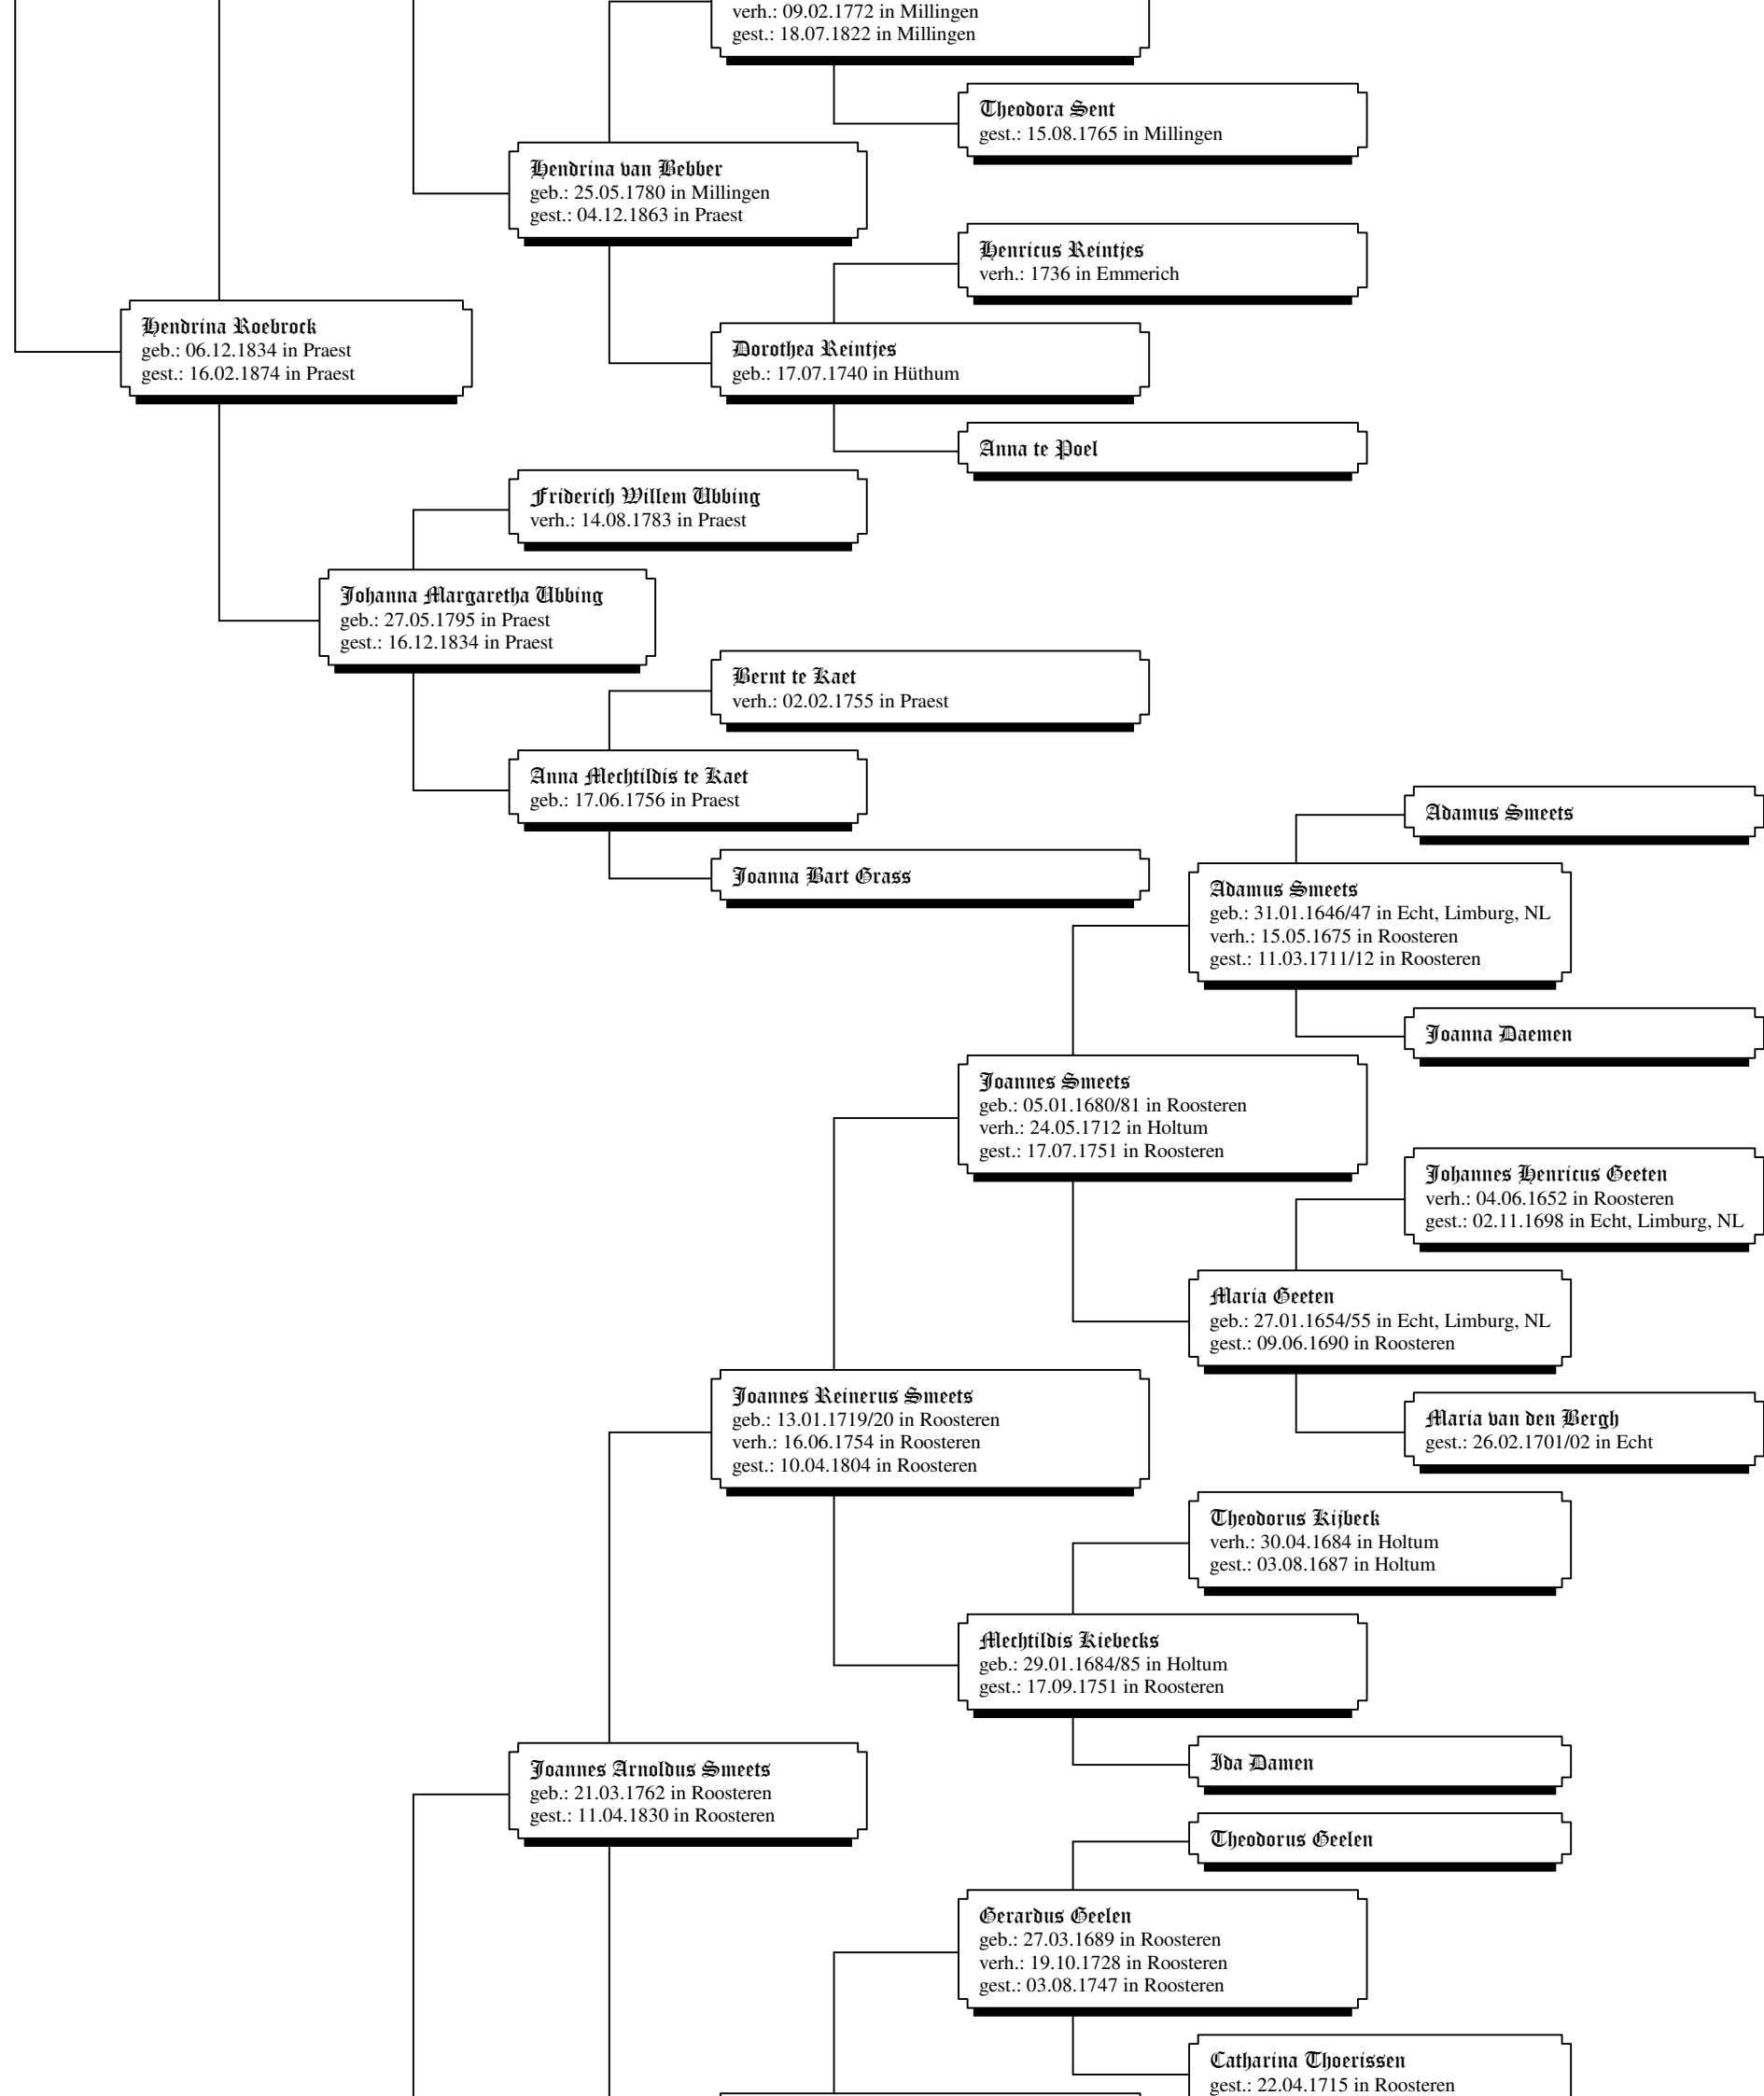 verh.: 09.02.1772 in Millingen
gest.: 18.07.1822 in Millingen
Theodora Sent
gest.: 15.08.1765 in Millingen
Hendrina van Bebber
geb.: 25.05.1780 in Millingen
gest.: 04.12.1863 in Praest
Henricus Reintjes
verh.: 1736 in Emmerich
Hendrina Roebrock
geb.: 06.12.1834 in Praest
gest.: 16.02.1874 in Praest
Dorothea Reintjes
geb.: 17.07.1740 in Hüthum
Anna te Poel
Friderich Willem Ubbing
verh.: 14.08.1783 in Praest
Johanna Margaretha Ubbing
geb.: 27.05.1795 in Praest
gest.: 16.12.1834 in Praest
Bernt te Kaet
verh.: 02.02.1755 in Praest
Anna Mechtildis te Kaet
geb.: 17.06.1756 in Praest
Adamus Smeets
Joanna Bart Grass
Adamus Smeets
geb.: 31.01.1646/47 in Echt, Limburg, NL
verh.: 15.05.1675 in Roosteren
gest.: 11.03.1711/12 in Roosteren
Joanna Daemen
Joannes Smeets
geb.: 05.01.1680/81 in Roosteren
verh.: 24.05.1712 in Holtum
gest.: 17.07.1751 in Roosteren
Johannes Henricus Geeten
verh.: 04.06.1652 in Roosteren
gest.: 02.11.1698 in Echt, Limburg, NL
Maria Geeten
geb.: 27.01.1654/55 in Echt, Limburg, NL
gest.: 09.06.1690 in Roosteren
Joannes Reinerus Smeets
geb.: 13.01.1719/20 in Roosteren
verh.: 16.06.1754 in Roosteren
gest.: 10.04.1804 in Roosteren
Maria van den Bergh
gest.: 26.02.1701/02 in Echt
Theodorus Kijbeck
verh.: 30.04.1684 in Holtum
gest.: 03.08.1687 in Holtum
Mechtildis Kiebecks
geb.: 29.01.1684/85 in Holtum
gest.: 17.09.1751 in Roosteren
Ida Damen
Joannes Arnoldus Smeets
geb.: 21.03.1762 in Roosteren
gest.: 11.04.1830 in Roosteren
Theodorus Geelen
Gerardus Geelen
geb.: 27.03.1689 in Roosteren
verh.: 19.10.1728 in Roosteren
gest.: 03.08.1747 in Roosteren
Catharina Thoerissen
gest.: 22.04.1715 in Roosteren